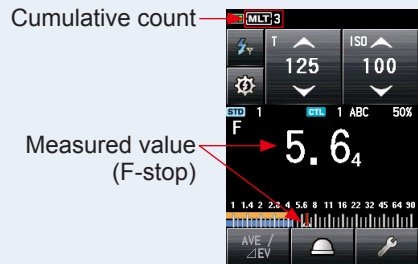 Cumulative count
MLT 3
T
ISO
125
100
STD 1 CTL 1 ABC 50%
F
5.6₄
Measured value
(F-stop)
1 1.4 2 2.8 4 5.6 8 11 16 22 32 45 64 90
AVE /
⊿EV